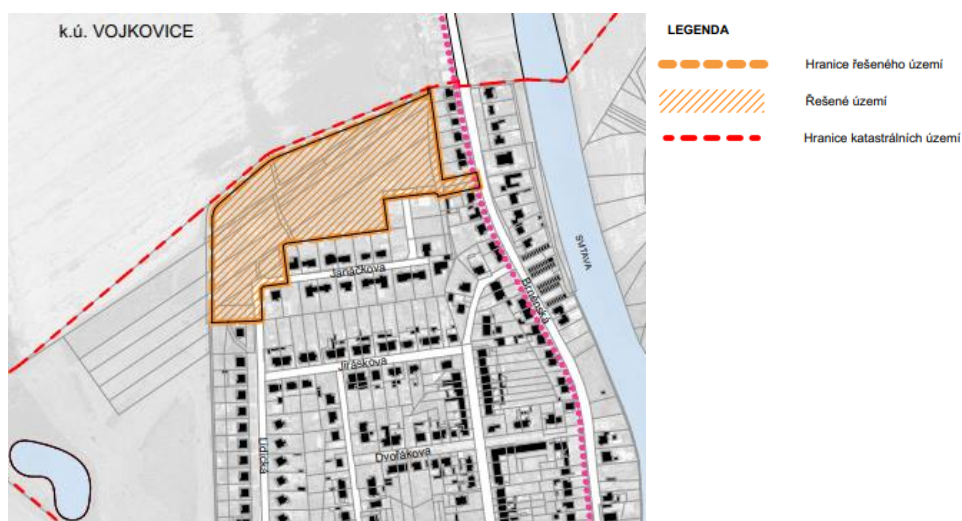 k.ú. VOJKOVICE
LEGENDA
Hranice řešeného území
Řešené území
Hranice katastrálních území
SVITAVA
Janáčkova
Brněnská
Jiráskova
Lidická
Dvořákova